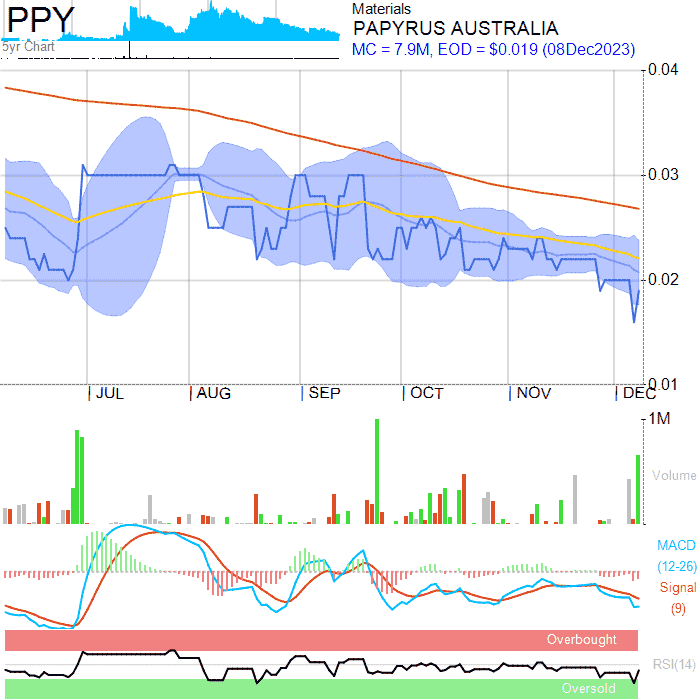 PPY
5yr Chart
Materials
PAPYRUS AUSTRALIA
MC = 7.9M, EOD = $0.019 (08Dec2023)
0.04
0.03
0.02
0.01
JUL AUG SEP OCT NOV DEC
1M
Volume
MACD
(12-26)
Signal
(9)
Overbought
RSI(14)
Oversold